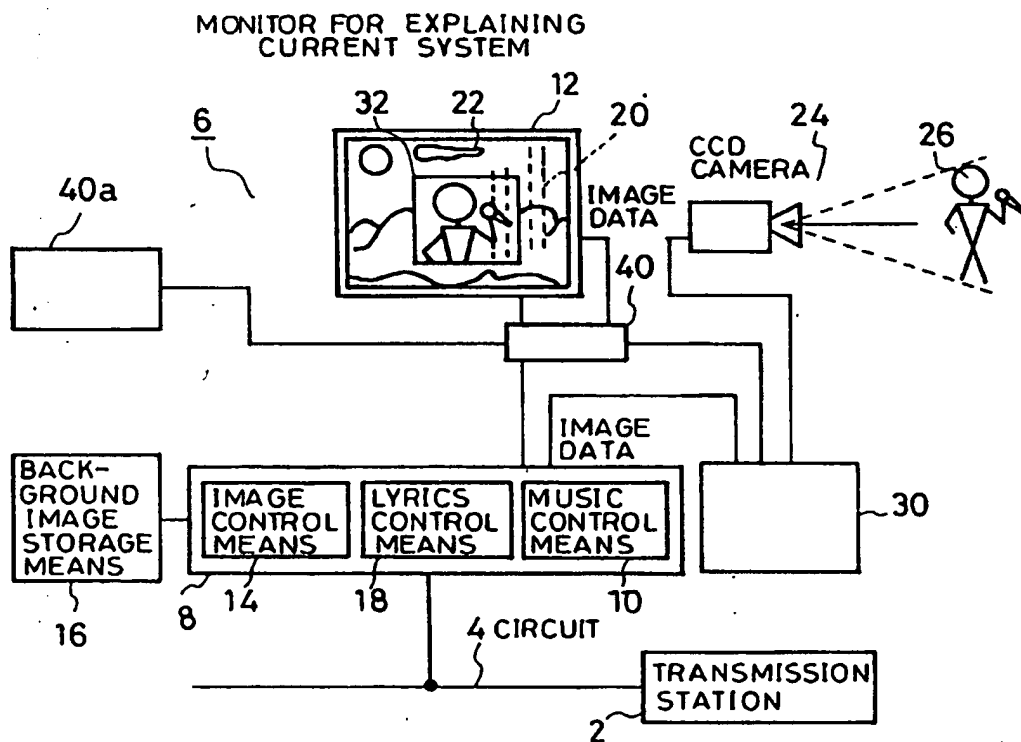 MONITOR FOR EXPLAINING
CURRENT SYSTEM
32
22
12
20
24
26
6
CCD
CAMERA
IMAGE
DATA
40a
40
IMAGE
DATA
BACK-
GROUND
IMAGE
STORAGE
MEANS
IMAGE
CONTROL
MEANS
LYRICS
CONTROL
MEANS
MUSIC
CONTROL
MEANS
30
16
8
14
18
10
4 CIRCUIT
TRANSMISSION
STATION
2